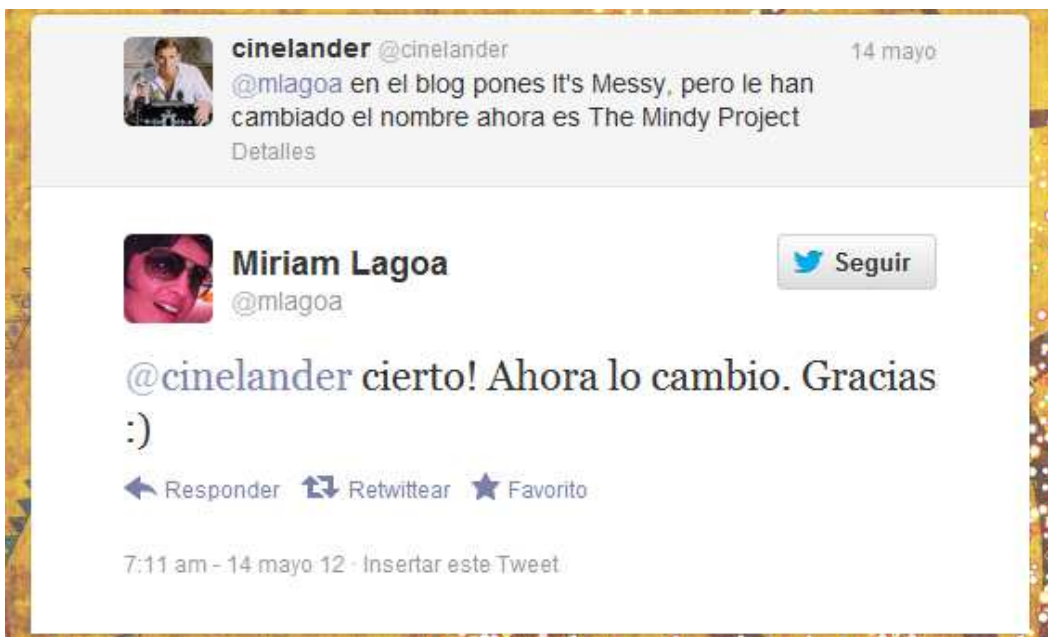 cinelander @cinelander 14 mayo
@mlagoa en el blog pones It's Messy, pero le han
cambiado el nombre ahora es The Mindy Project
Detalles
Miriam Lagoa
Seguir
@mlagoa
@cinelander cierto! Ahora lo cambio. Gracias
:)
Responder Retwittear Favorito
7:11 am - 14 mayo 12 · Insertar este Tweet